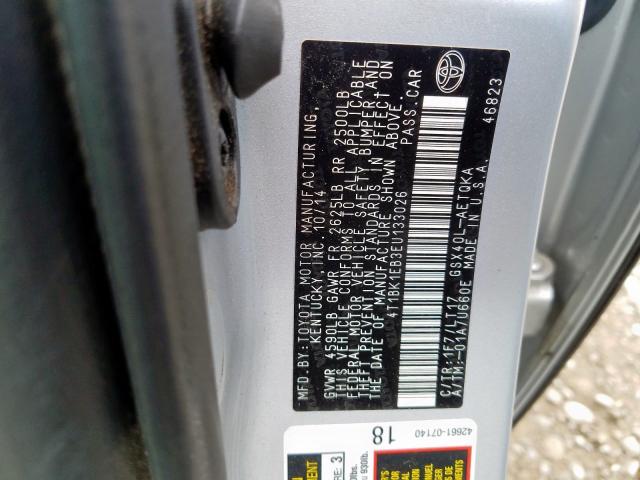 MFD.BY:TOYOTA MOTOR MANUFACTURING,
KENTUCKY,INC. 10/14
GVWR 4590LB GAWR FR 2625LB RR 2500LB
THIS VEHICLE CONFORMS TO ALL APPLICABLE
FEDERAL MOTOR VEHICLE SAFETY, BUMPER,AND
THEFT PREVENTION STANDARDS IN EFFECT ON
THE DATE OF MANUFACTURE SHOWN ABOVE.
4T1BK1EB3EU133026 PASS.CAR
C/TR:1F7/LT17 GSX40L-AETQKA
A/TM:-01A/U660E MADE IN U.S.A.
46823
42661-07140
18